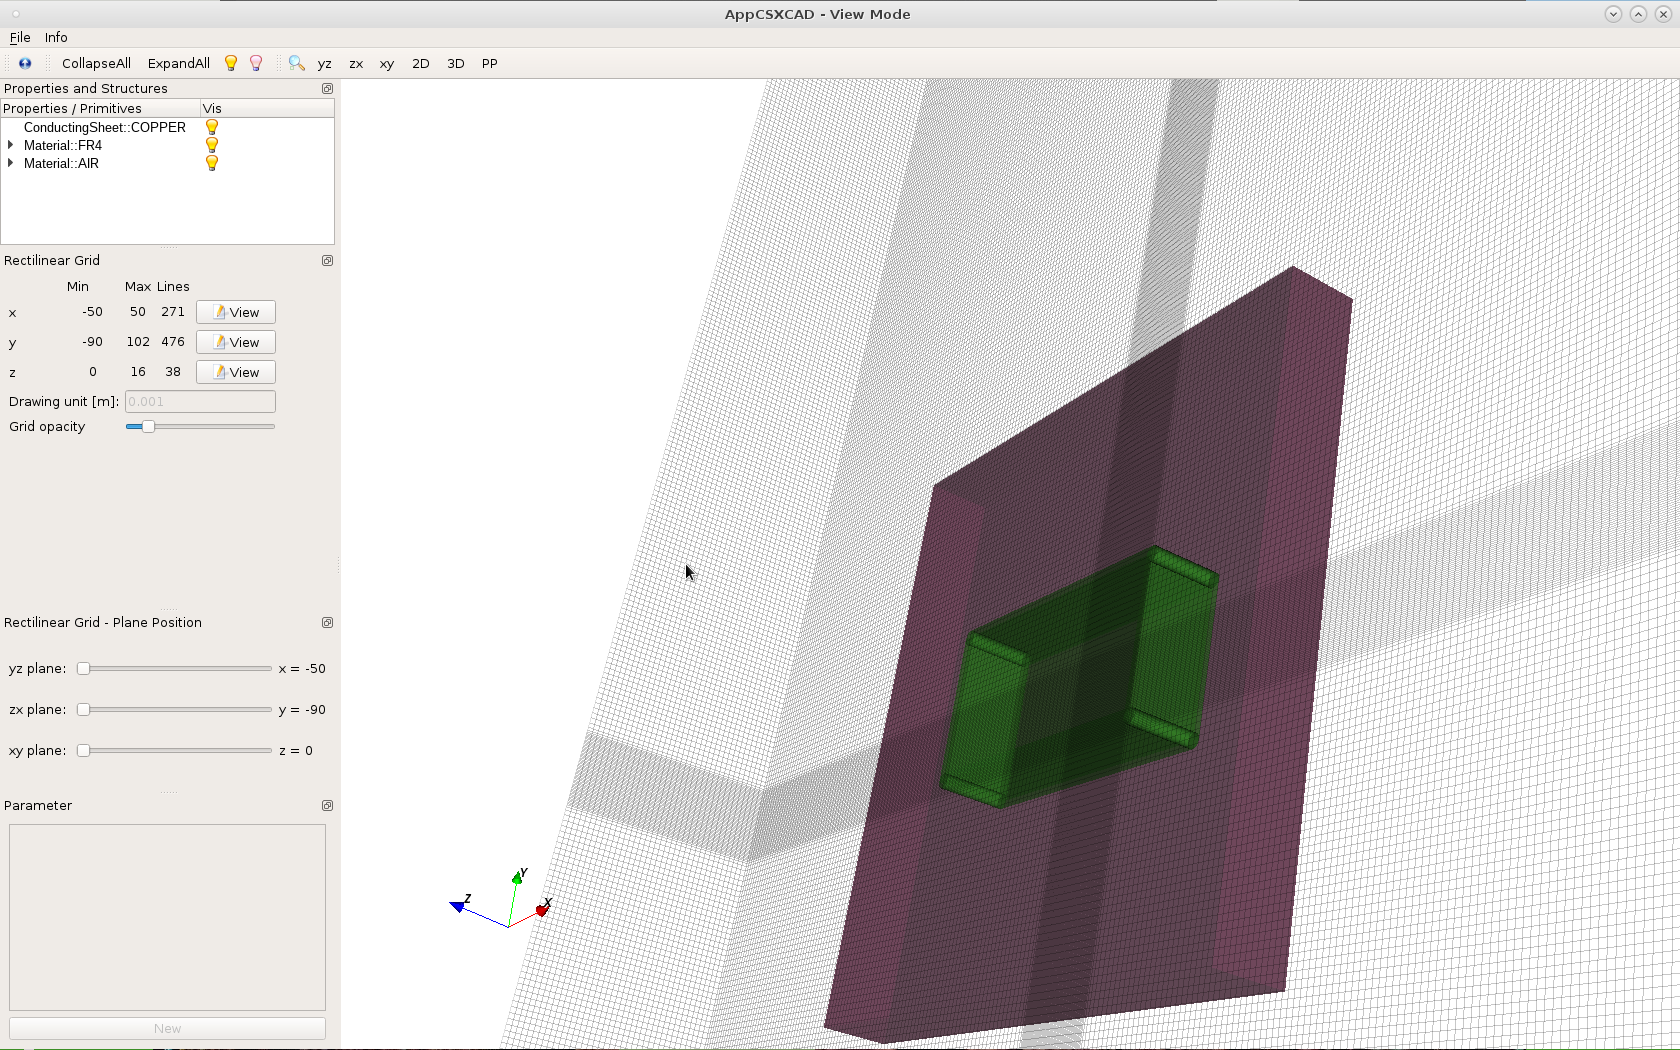 AppCSXCAD - View Mode
File Info
CollapseAll ExpandAll yz zx xy 2D 3D PP
Properties and Structures
Properties / Primitives Vis
ConductingSheet::COPPER
Material::FR4
Material::AIR
Rectilinear Grid
Min Max Lines
x -50 50 271 View
y -90 102 476 View
z 0 16 38 View
Drawing unit [m]: 0.001
Grid opacity
Rectilinear Grid - Plane Position
yz plane: x = -50
zx plane: y = -90
xy plane: z = 0
Parameter
New
Y
Z
X